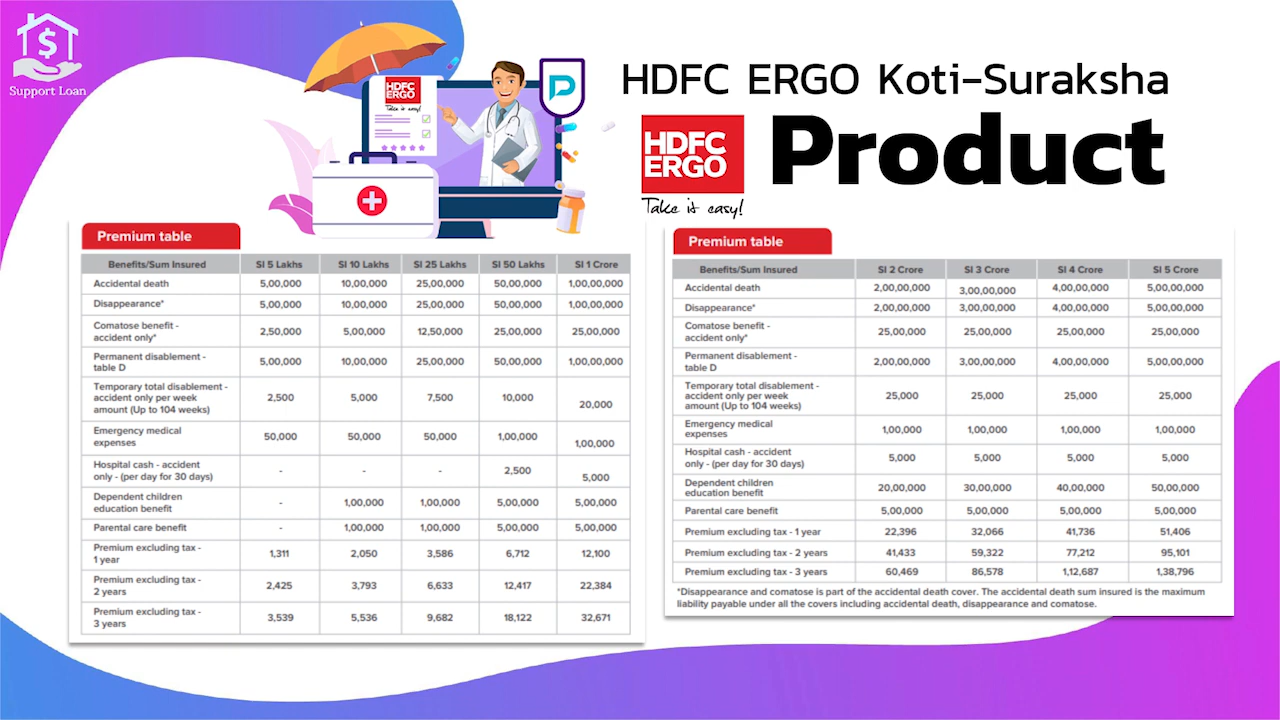 Support Loan
HDFC ERGO
Take it easy!
P
HDFC ERGO Koti-Suraksha
HDFC
ERGO
Take it easy!
Product
Premium table
Benefits/Sum Insured SI 5 Lakhs SI 10 Lakhs SI 25 Lakhs SI 50 Lakhs SI 1 Crore
Accidental death 5,00,000 10,00,000 25,00,000 50,00,000 1,00,00,000
Disappearance* 5,00,000 10,00,000 25,00,000 50,00,000 1,00,00,000
Comatose benefit -
accident only* 2,50,000 5,00,000 12,50,000 25,00,000 25,00,000
Permanent disablement -
table D 5,00,000 10,00,000 25,00,000 50,00,000 1,00,00,000
Temporary total disablement -
accident only per week
amount (Up to 104 weeks) 2,500 5,000 7,500 10,000 20,000
Emergency medical
expenses 50,000 50,000 50,000 1,00,000 1,00,000
Hospital cash - accident
only - (per day for 30 days) - - - 2,500 5,000
Dependent children
education benefit - 1,00,000 1,00,000 5,00,000 5,00,000
Parental care benefit - 1,00,000 1,00,000 5,00,000 5,00,000
Premium excluding tax -
1 year 1,311 2,050 3,586 6,712 12,100
Premium excluding tax -
2 years 2,425 3,793 6,633 12,417 22,384
Premium excluding tax -
3 years 3,539 5,536 9,682 18,122 32,671
Premium table
Benefits/Sum Insured SI 2 Crore SI 3 Crore SI 4 Crore SI 5 Crore
Accidental death 2,00,00,000 3,00,00,000 4,00,00,000 5,00,00,000
Disappearance* 2,00,00,000 3,00,00,000 4,00,00,000 5,00,00,000
Comatose benefit -
accident only* 25,00,000 25,00,000 25,00,000 25,00,000
Permanent disablement -
table D 2,00,00,000 3,00,00,000 4,00,00,000 5,00,00,000
Temporary total disablement -
accident only per week
amount (Up to 104 weeks) 25,000 25,000 25,000 25,000
Emergency medical
expenses 1,00,000 1,00,000 1,00,000 1,00,000
Hospital cash - accident
only - (per day for 30 days) 5,000 5,000 5,000 5,000
Dependent children
education benefit 20,00,000 30,00,000 40,00,000 50,00,000
Parental care benefit 5,00,000 5,00,000 5,00,000 5,00,000
Premium excluding tax - 1 year 22,396 32,066 41,736 51,406
Premium excluding tax - 2 years 41,433 59,322 77,212 95,101
Premium excluding tax - 3 years 60,469 86,578 1,12,687 1,38,796
*Disappearance and comatose is part of the accidental death cover. The accidental death sum insured is the maximum
liability payable under all the covers including accidental death, disappearance and comatose.